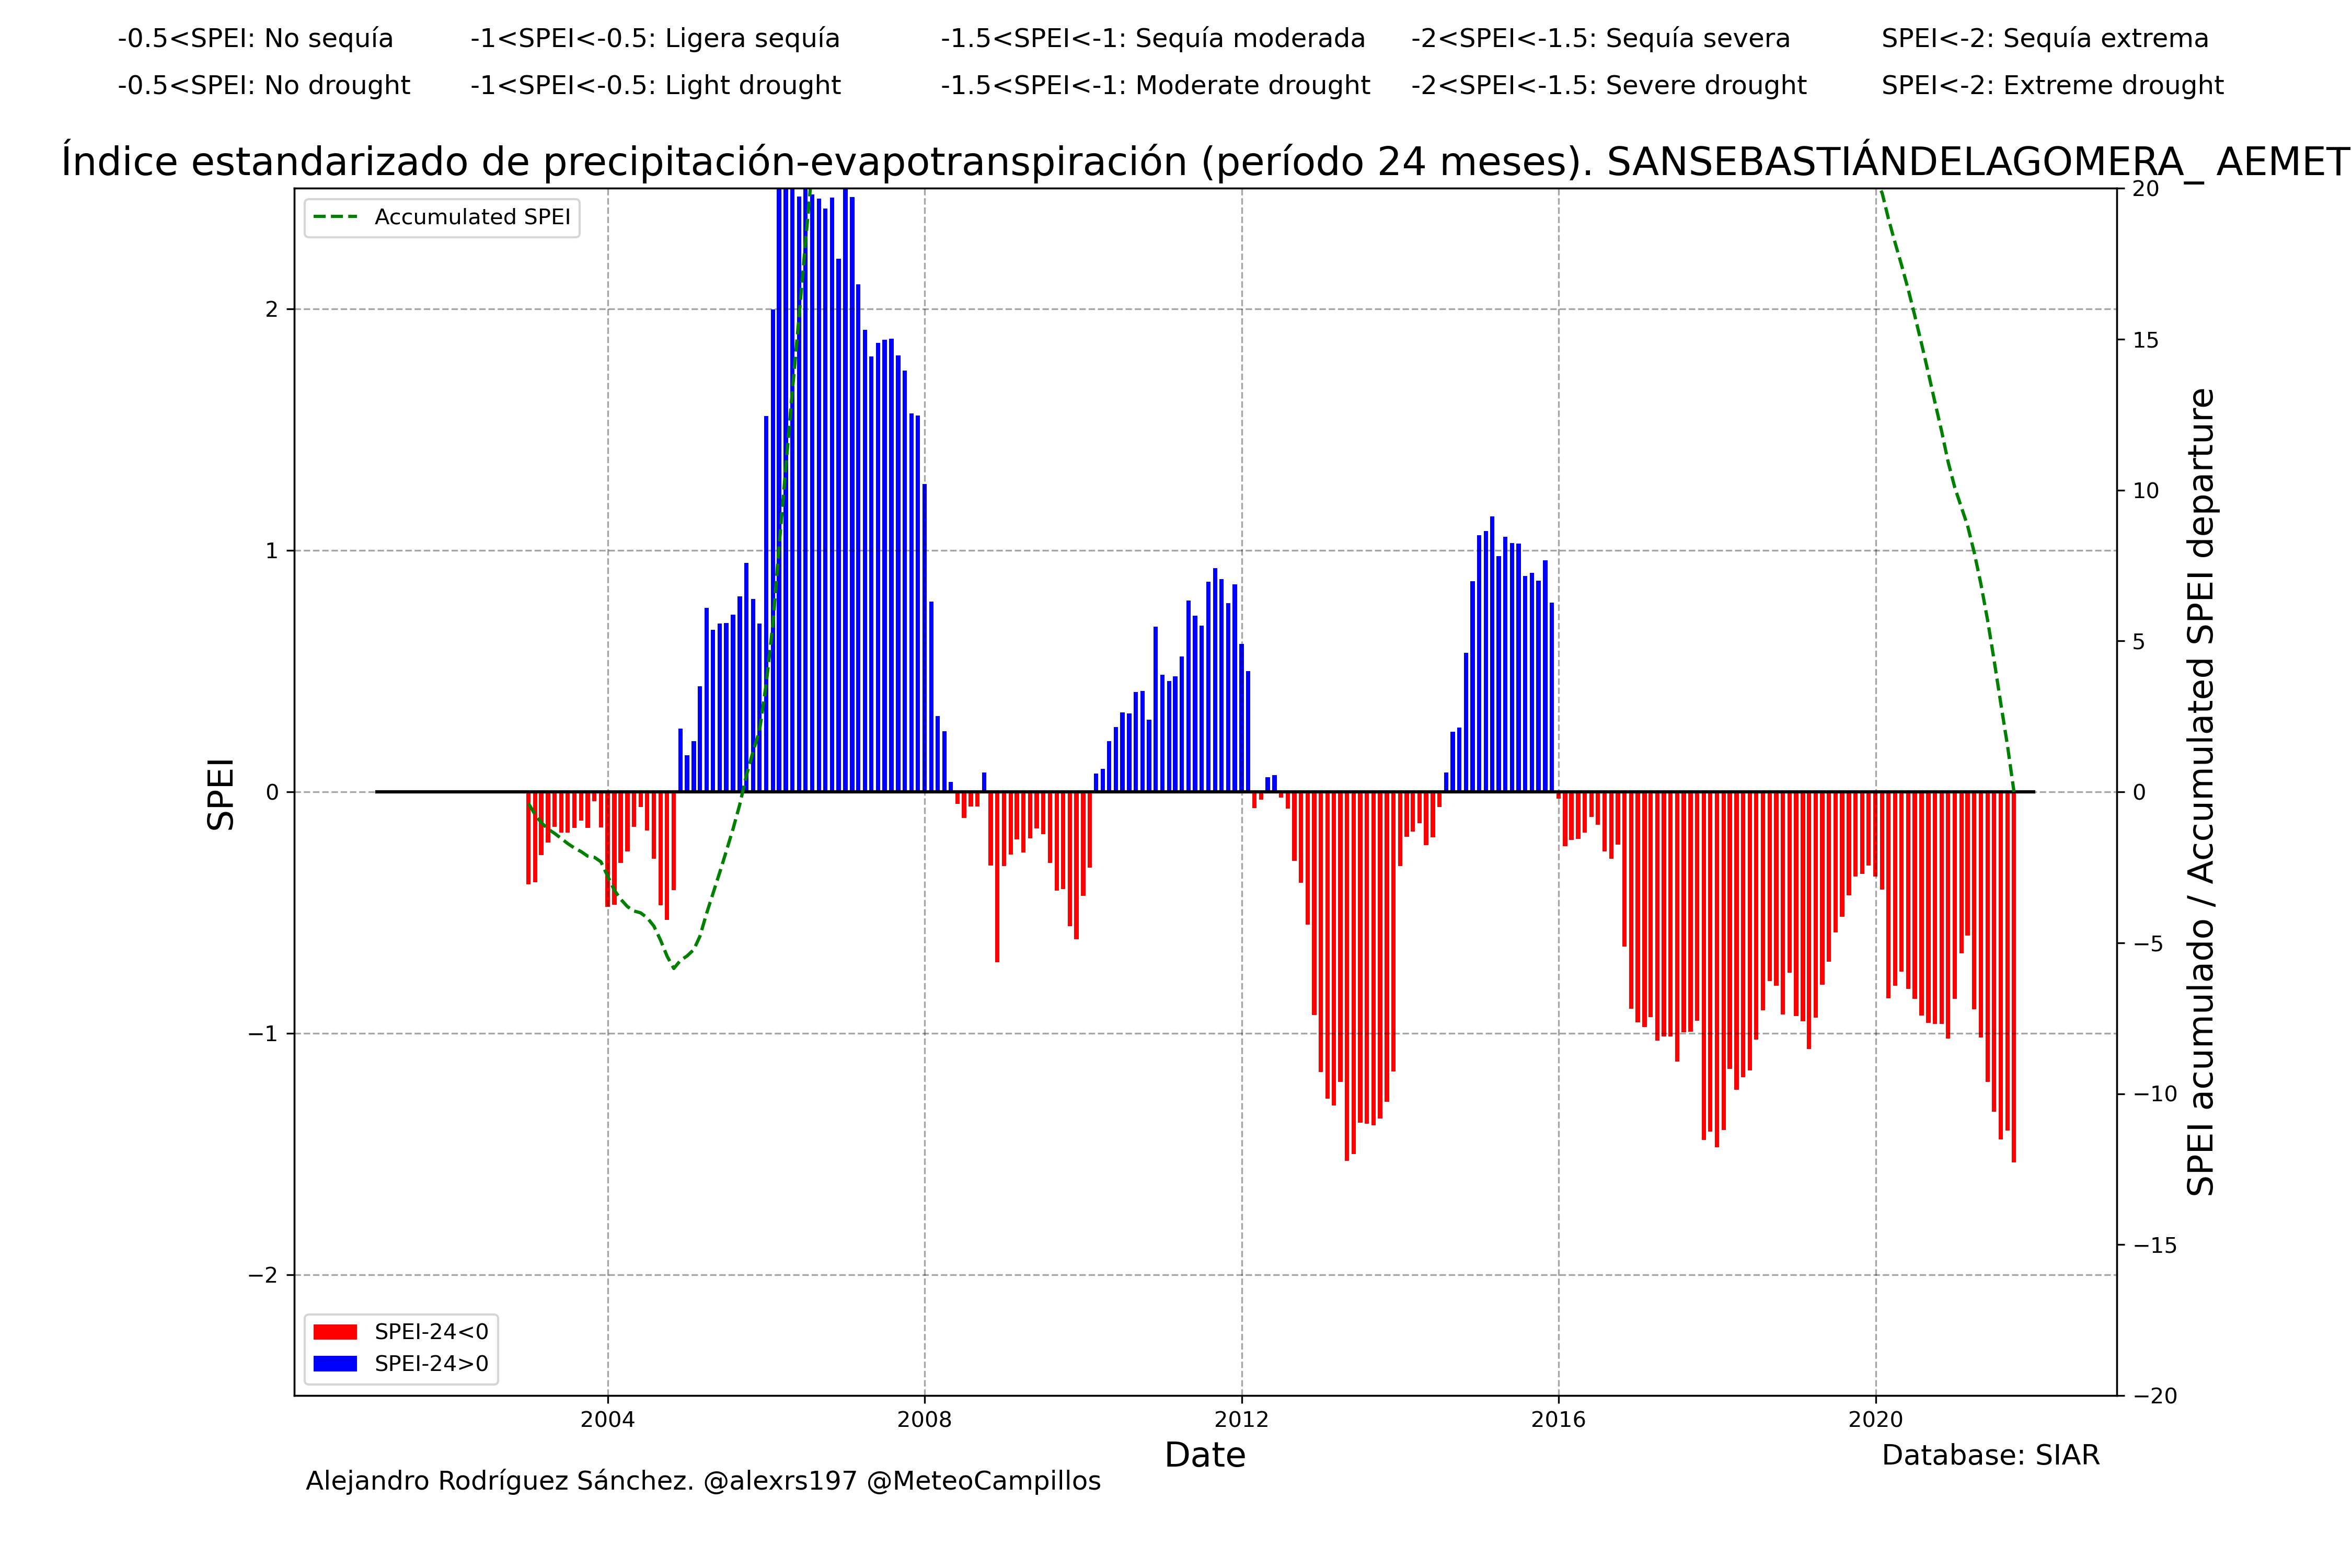 -0.5<SPEI: No sequía -1<SPEI<-0.5: Ligera sequía -1.5<SPEI<-1: Sequía moderada -2<SPEI<-1.5: Sequía severa SPEI<-2: Sequía extrema
-0.5<SPEI: No drought -1<SPEI<-0.5: Light drought -1.5<SPEI<-1: Moderate drought -2<SPEI<-1.5: Severe drought SPEI<-2: Extreme drought
Índice estandarizado de precipitación-evapotranspiración (período 24 meses). SANSEBASTIÁNDELAGOMERA_ AEMET
Accumulated SPEI
SPEI
2
1
0
−1
−2
20
15
10
5
0
−5
−10
−15
−20
SPEI acumulado / Accumulated SPEI departure
SPEI-24<0
SPEI-24>0
2004 2008 2012 2016 2020
Date
Database: SIAR
Alejandro Rodríguez Sánchez. @alexrs197 @MeteoCampillos